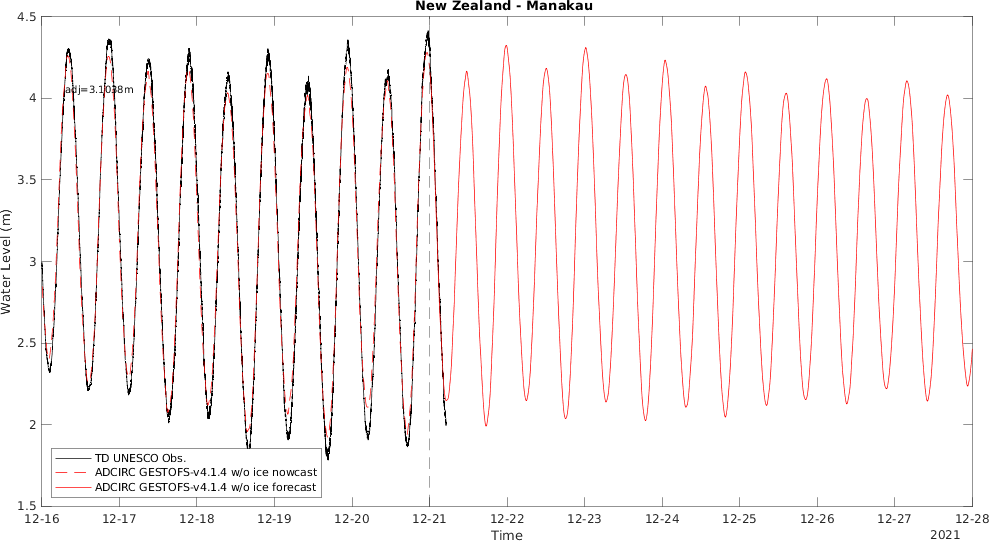 New Zealand - Manakau
4.5
4
3.5
3
2.5
2
1.5
Water Level (m)
adj=3.1038m
TD UNESCO Obs.
ADCIRC GESTOFS-v4.1.4 w/o ice nowcast
ADCIRC GESTOFS-v4.1.4 w/o ice forecast
12-16 12-17 12-18 12-19 12-20 12-21 12-22 12-23 12-24 12-25 12-26 12-27 12-28
Time
2021